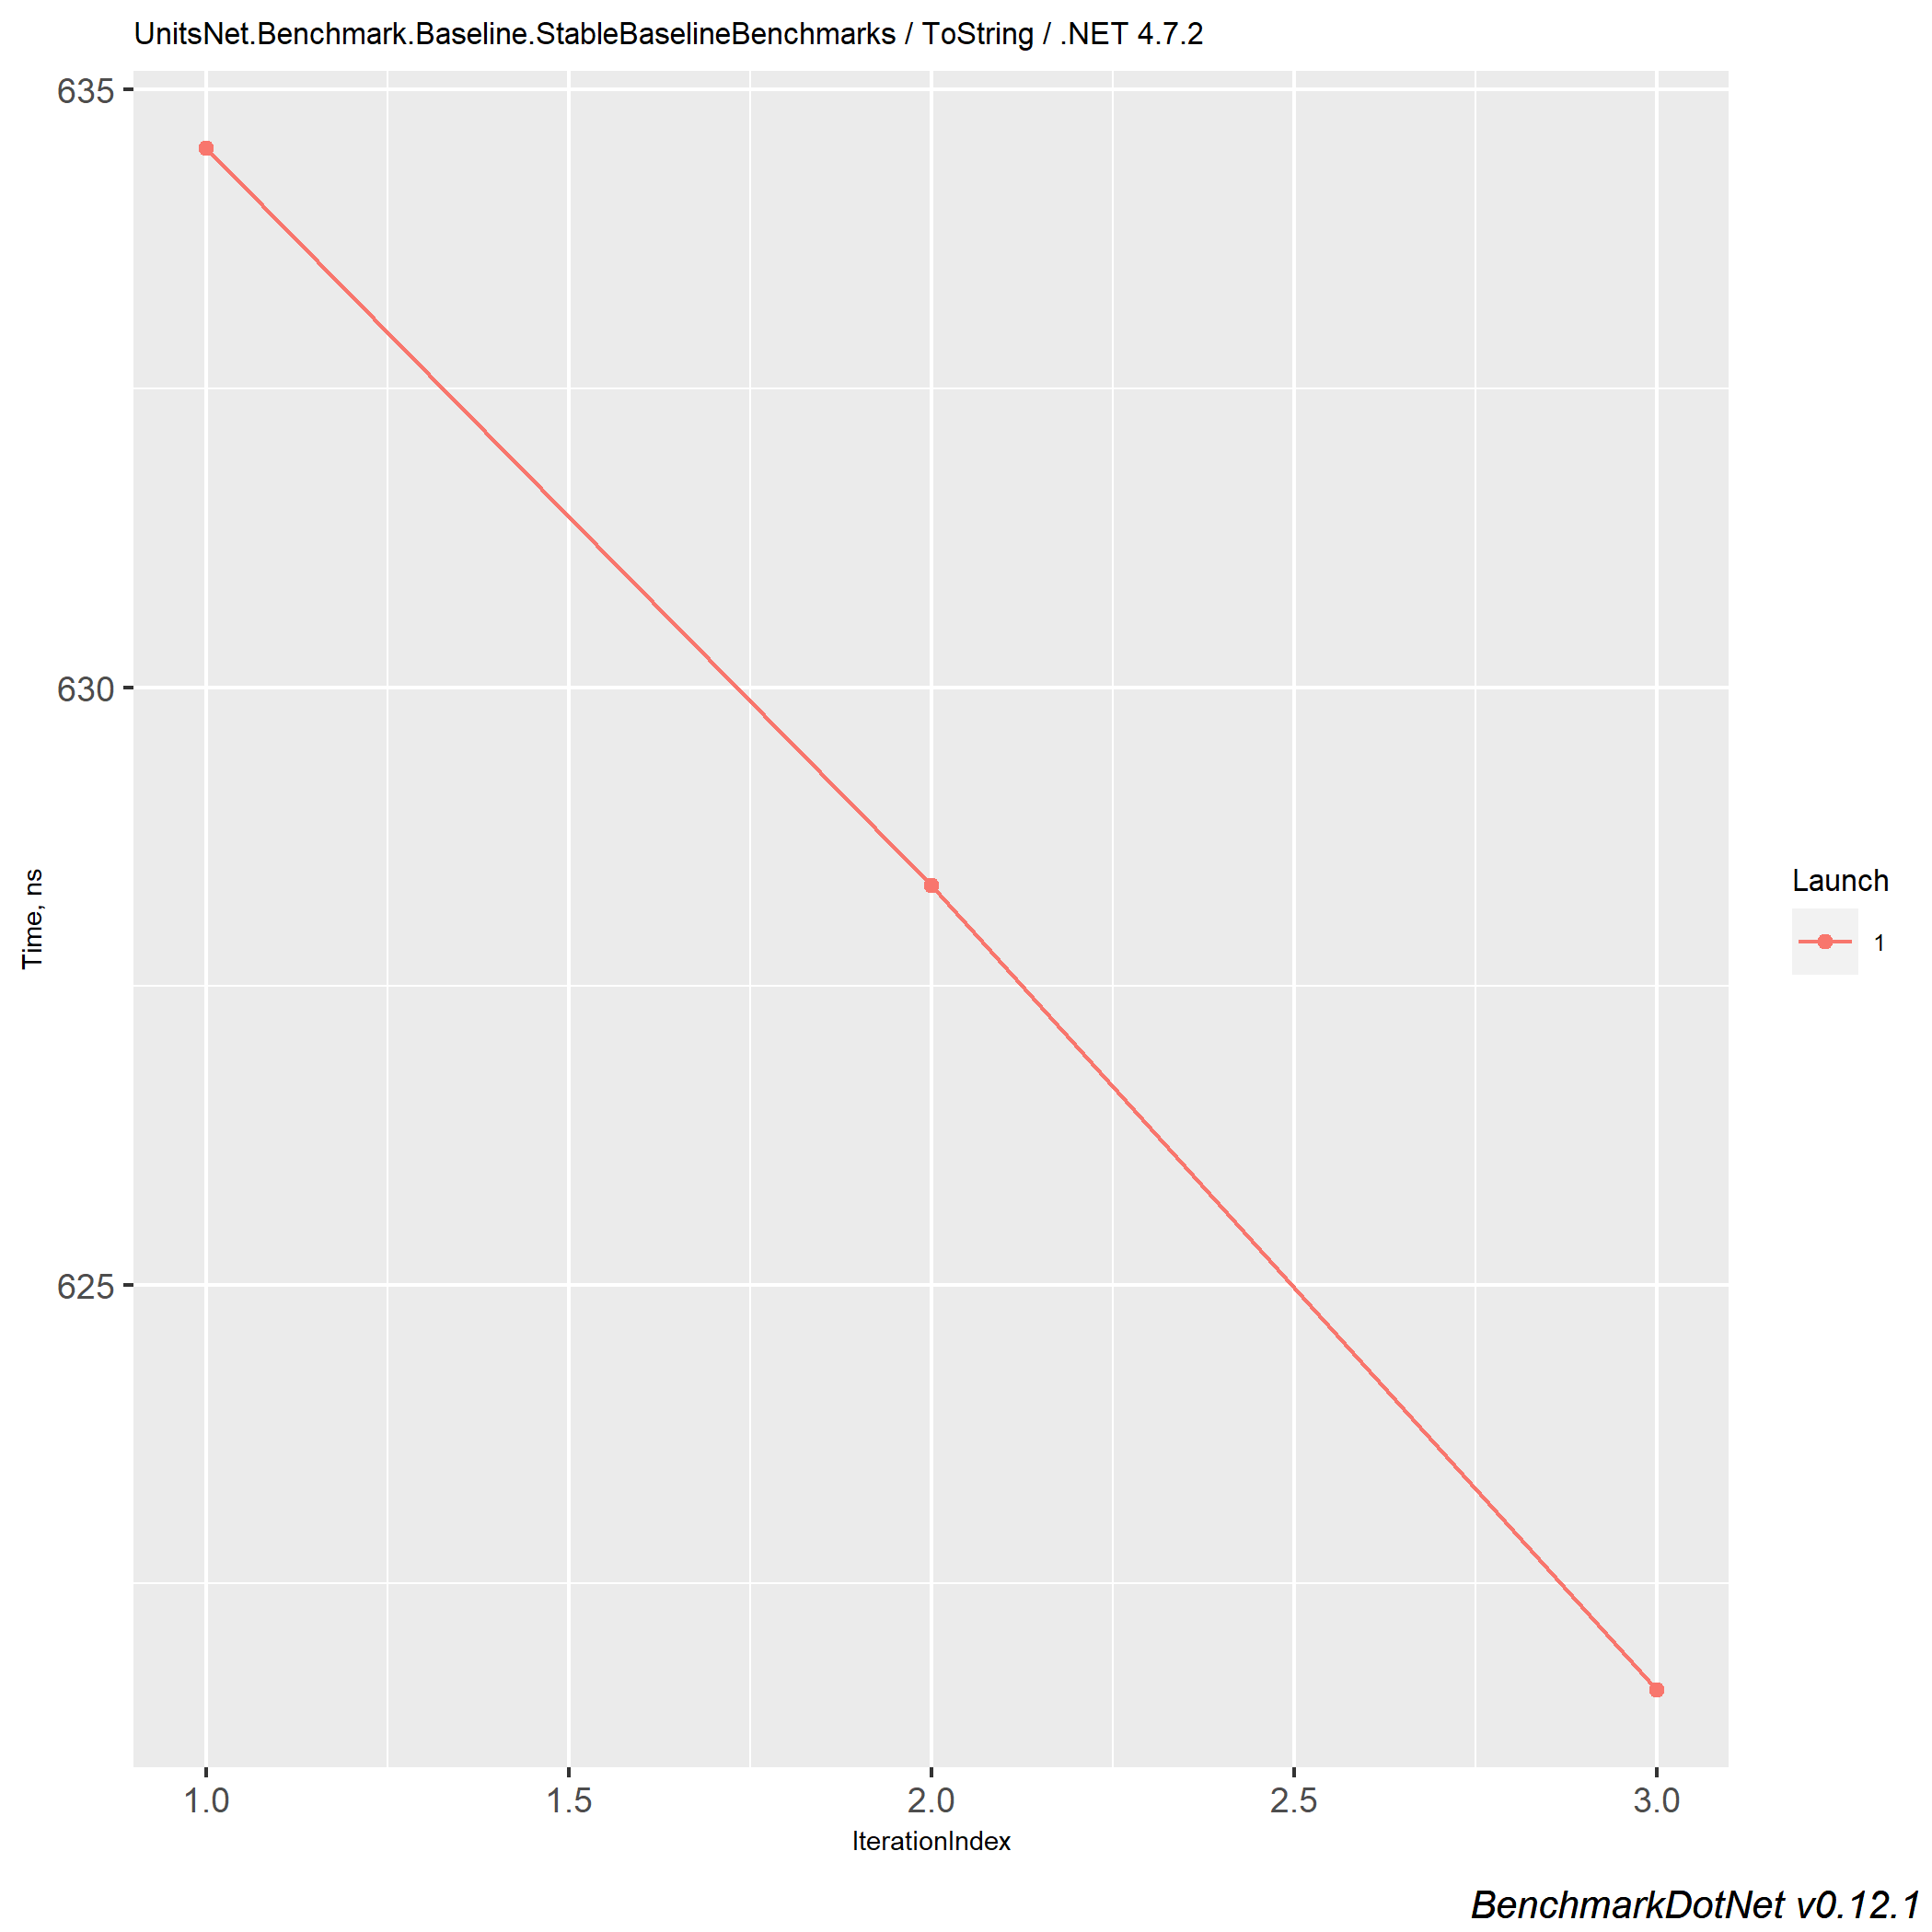 UnitsNet.Benchmark.Baseline.StableBaselineBenchmarks / ToString / .NET 4.7.2
635
630
625
Time, ns
1.0 1.5 2.0 2.5 3.0
IterationIndex
Launch
1
BenchmarkDotNet v0.12.1